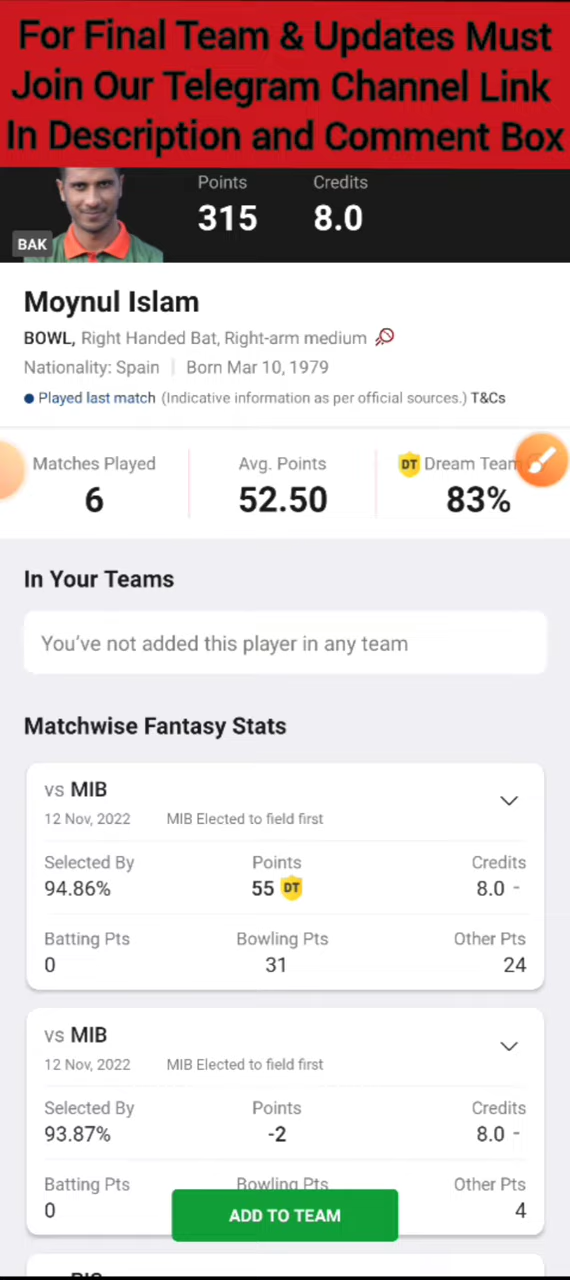 For Final Team & Updates Must
Join Our Telegram Channel Link
In Description and Comment Box
Points Credits
315 8.0
BAK
Moynul Islam
BOWL, Right Handed Bat, Right-arm medium
Nationality: Spain | Born Mar 10, 1979
Played last match (Indicative information as per official sources.) T&Cs
Matches Played Avg. Points DT Dream Team
6 52.50 83%
In Your Teams
You've not added this player in any team
Matchwise Fantasy Stats
vs MIB
12 Nov, 2022 MIB Elected to field first
Selected By Points Credits
94.86% 55 DT 8.0 -
Batting Pts Bowling Pts Other Pts
0 31 24
vs MIB
12 Nov, 2022 MIB Elected to field first
Selected By Points Credits
93.87% -2 8.0 -
Batting Pts Bowling Pts Other Pts
0 4
ADD TO TEAM